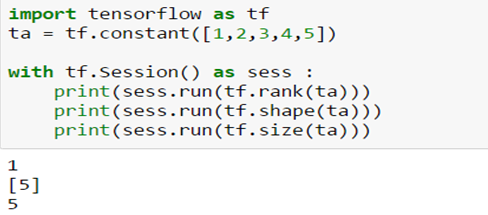 import tensorflow as tf
ta = tf.constant([1,2,3,4,5])
with tf.Session() as sess :
    print(sess.run(tf.rank(ta)))
    print(sess.run(tf.shape(ta)))
    print(sess.run(tf.size(ta)))
1
[5]
5